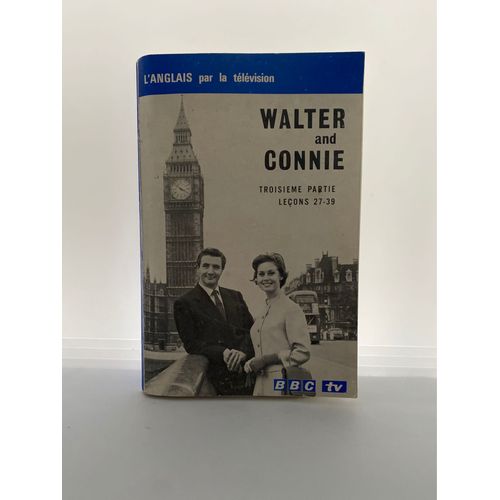 L'ANGLAIS par la télévision
WALTER
and
CONNIE
TROISIEME PARTIE
LEÇONS 27-39
BBC tv